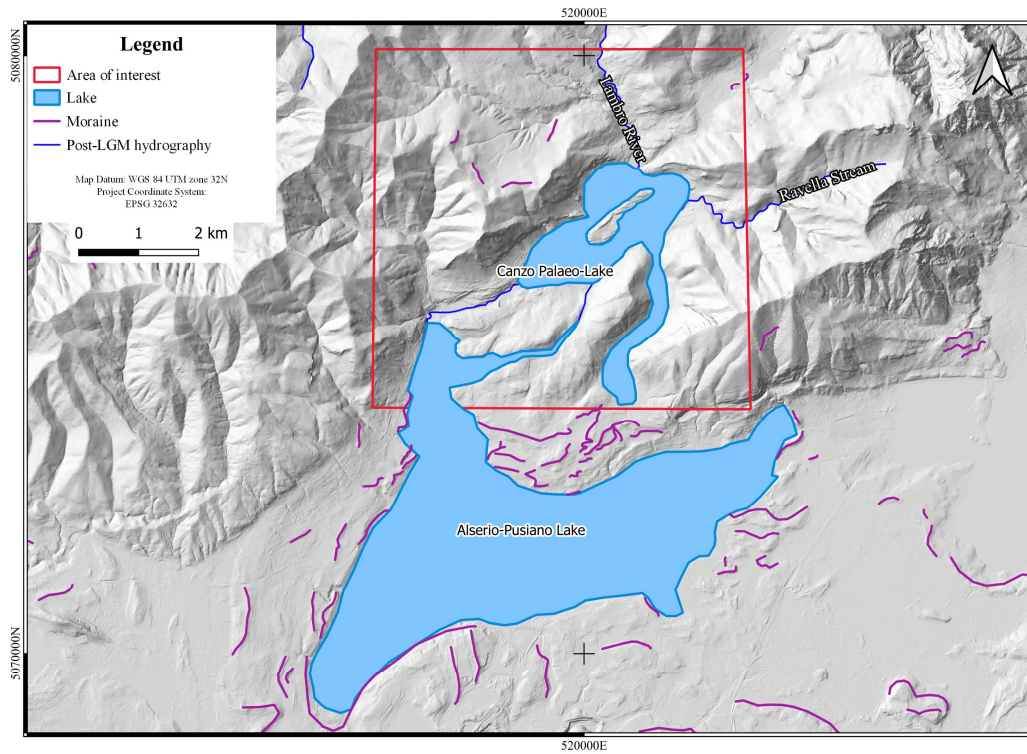 520000E
5080000N
Legend
Area of interest
Lake
Moraine
Post-LGM hydrography
Map Datum: WGS 84 UTM zone 32N
Project Coordinate System:
EPSG 32632
0 1 2 km
Lambro River
Ravella Stream
Canzo Palaeo-Lake
Alserio-Pusiano Lake
5070000N
520000E